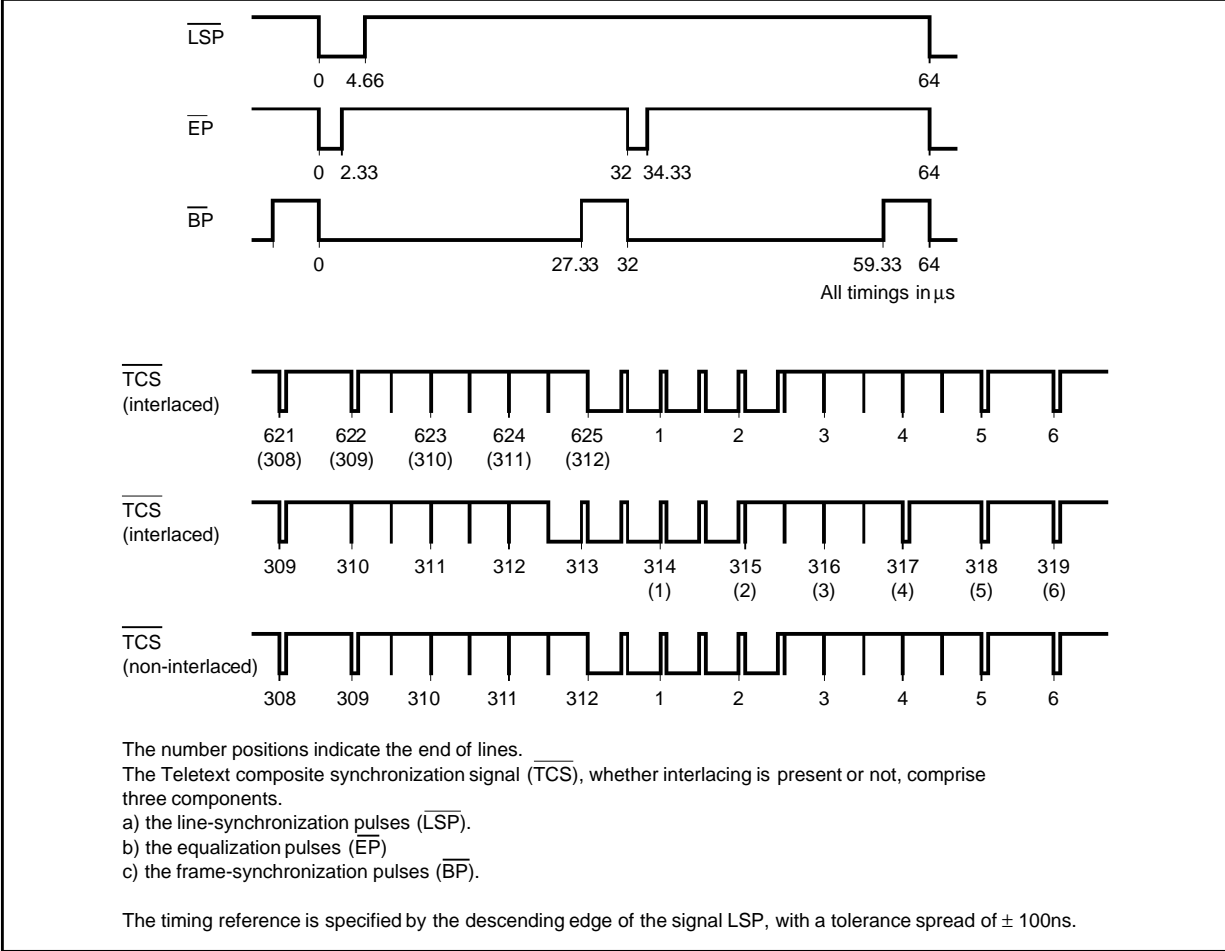 LSP
0 4.66 64
EP
0 2.33 32 34.33 64
BP
0 27.33 32 59.33 64
All timings in µs
TCS
(interlaced)
621 622 623 624 625 1 2 3 4 5 6
(308) (309) (310) (311) (312)
TCS
(interlaced)
309 310 311 312 313 314 315 316 317 318 319
(1) (2) (3) (4) (5) (6)
TCS
(non-interlaced)
308 309 310 311 312 1 2 3 4 5 6
The number positions indicate the end of lines.
The Teletext composite synchronization signal (TCS), whether interlacing is present or not, comprise
three components.
a) the line-synchronization pulses (LSP).
b) the equalization pulses (EP)
c) the frame-synchronization pulses (BP).
The timing reference is specified by the descending edge of the signal LSP, with a tolerance spread of ± 100ns.